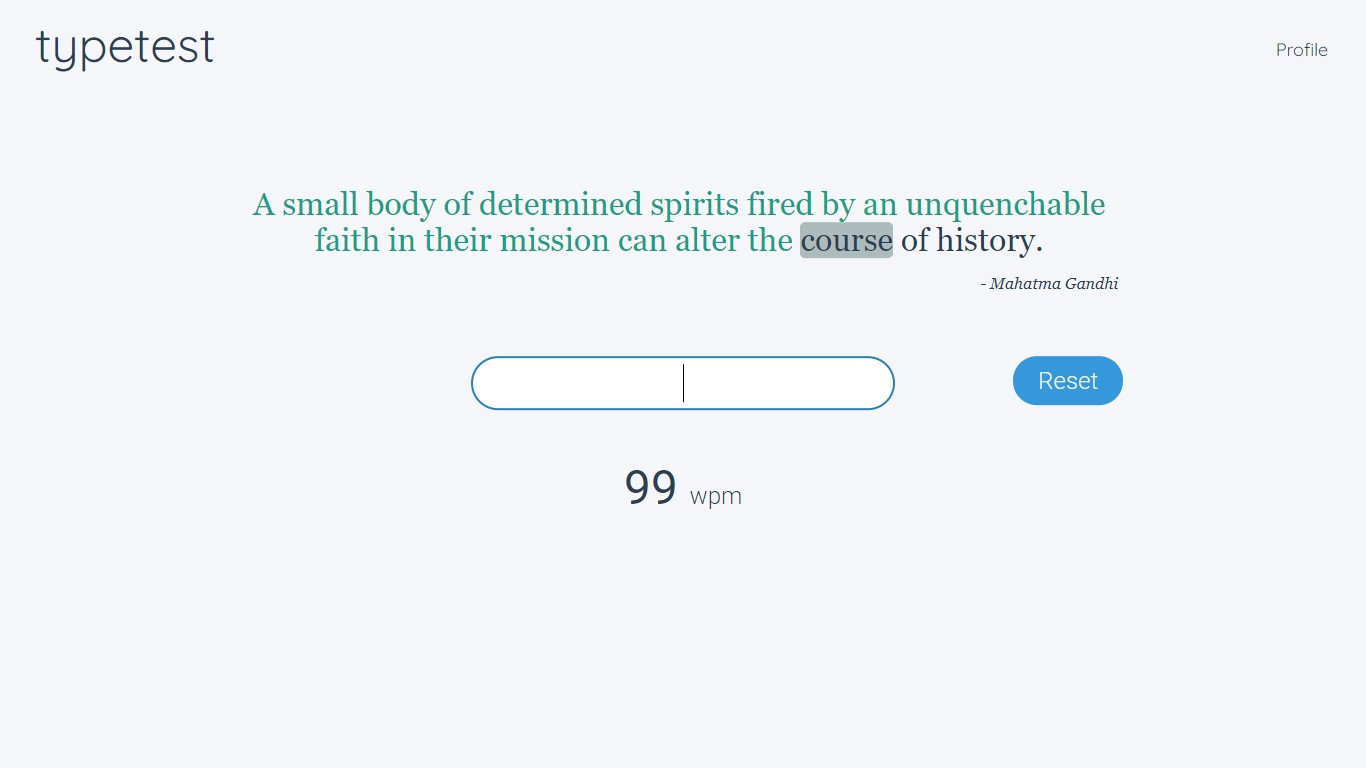 typetest
Profile
A small body of determined spirits fired by an unquenchable
faith in their mission can alter the course of history.
- Mahatma Gandhi
Reset
99 wpm